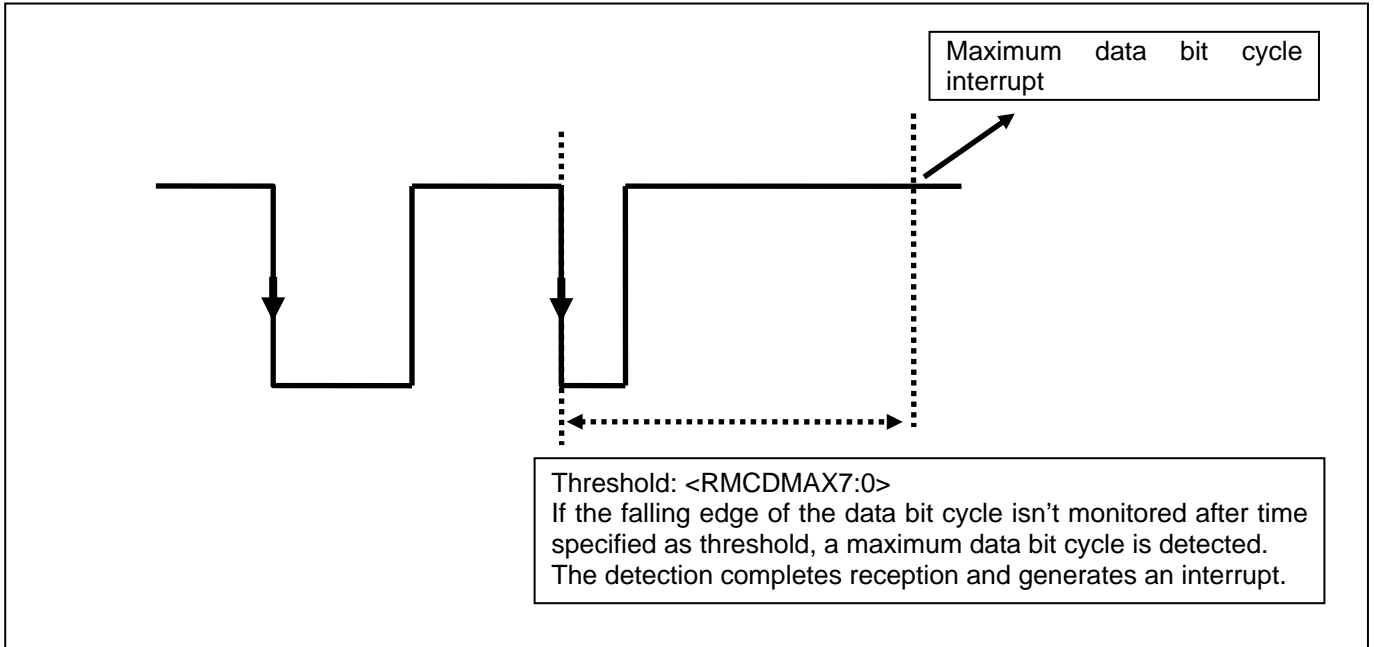 Maximum data bit cycle
interrupt
Threshold: <RMCDMAX7:0>
If the falling edge of the data bit cycle isn’t monitored after time
specified as threshold, a maximum data bit cycle is detected.
The detection completes reception and generates an interrupt.